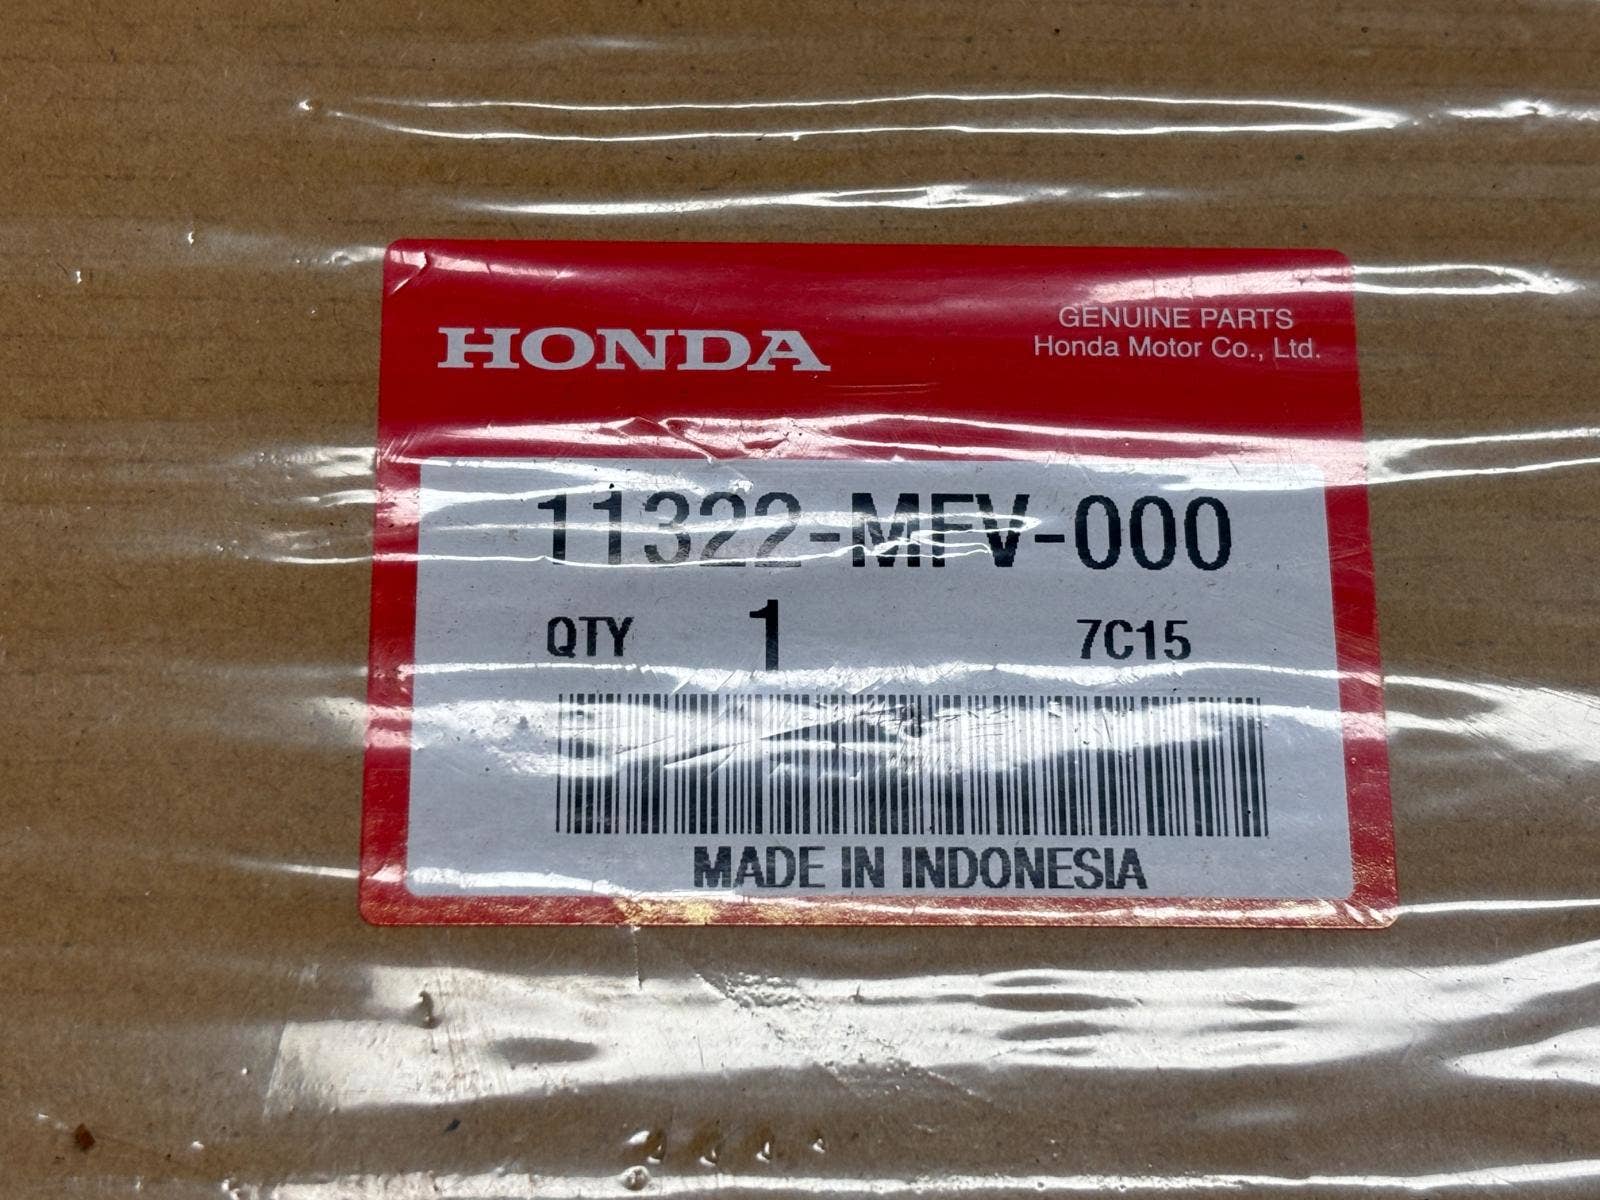 HONDA
GENUINE PARTS
Honda Motor Co., Ltd.
11322-MFV-000
QTY 1 7C15
MADE IN INDONESIA